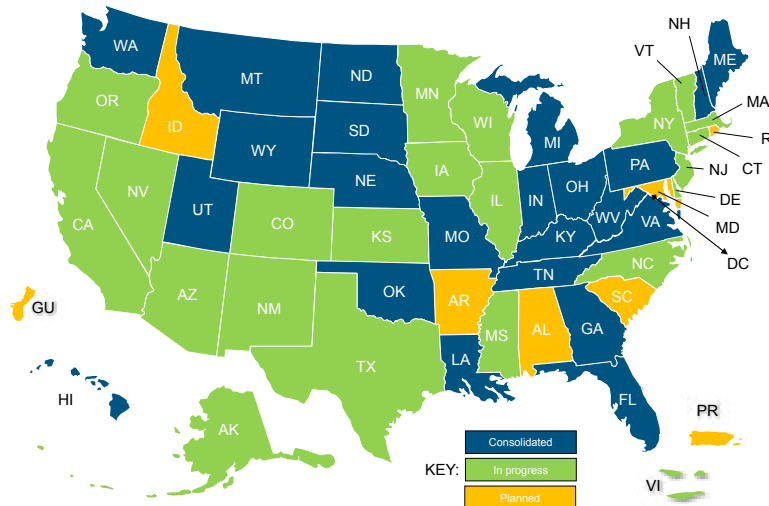 NH
WA
ME
VT
MT
ND
OR
MN
MA
ID
SD
WI
NY
R
MI
WY
CT
PA
IA
NJ
NE
NV
OH
IN
IL
DE
UT
WV
CA
CO
VA
MD
MO
KS
KY
DC
NC
TN
OK
AZ
AR
SC
NM
GU
MS
AL
GA
LA
TX
HI
FL
PR
AK
Consolidated
KEY:
In progress
VI
Planned